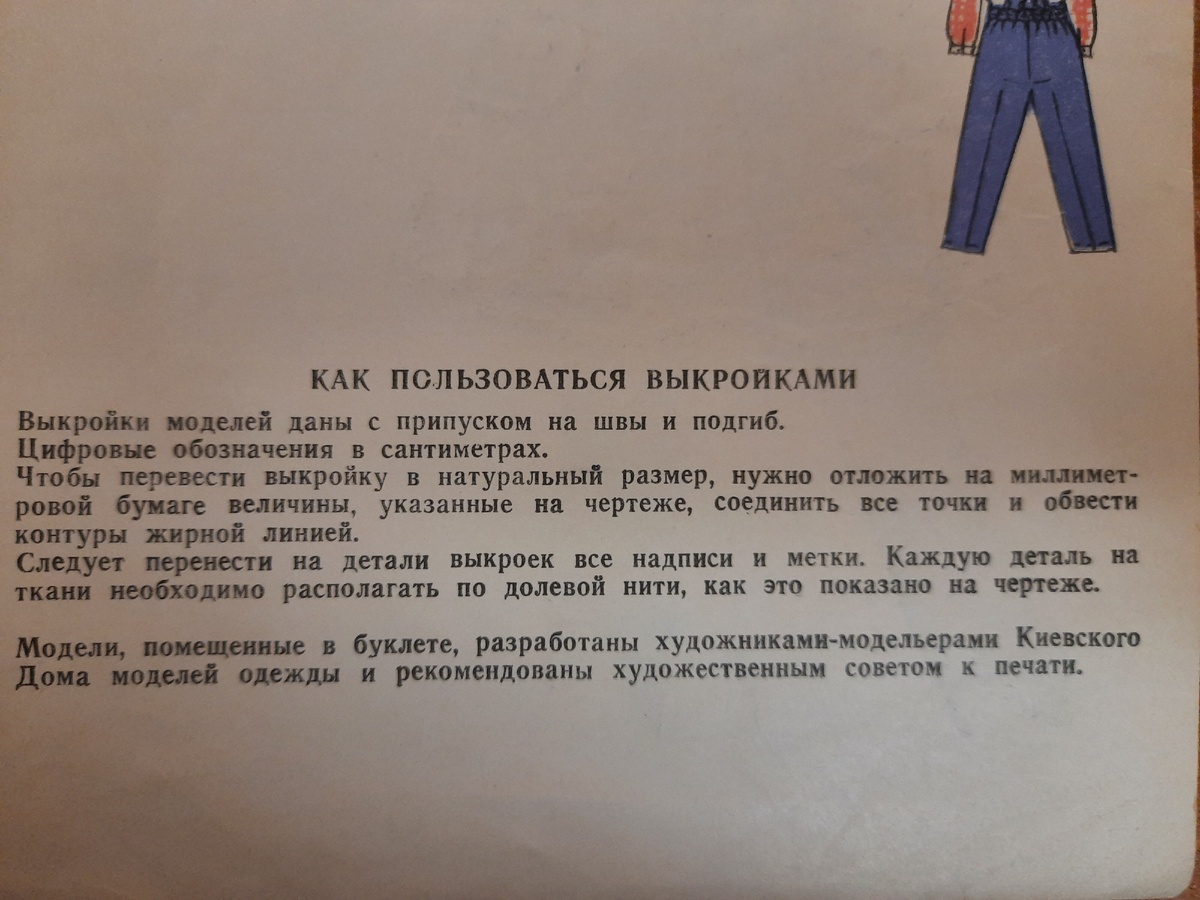 КАК ПОЛЬЗОВАТЬСЯ ВЫКРОЙКАМИ
Выкройки моделей даны с припуском на швы и подгиб.
Цифровые обозначения в сантиметрах.
Чтобы перевести выкройку в натуральный размер, нужно отложить на миллимет-
ровой бумаге величины, указанные на чертеже, соединить все точки и обвести
контуры жирной линией.
Следует перенести на детали выкроек все надписи и метки. Каждую деталь на
ткани необходимо располагать по долевой нити, как это показано на чертеже.
Модели, помещенные в буклете, разработаны художниками-модельерами Киевского
Дома моделей одежды и рекомендованы художественным советом к печати.